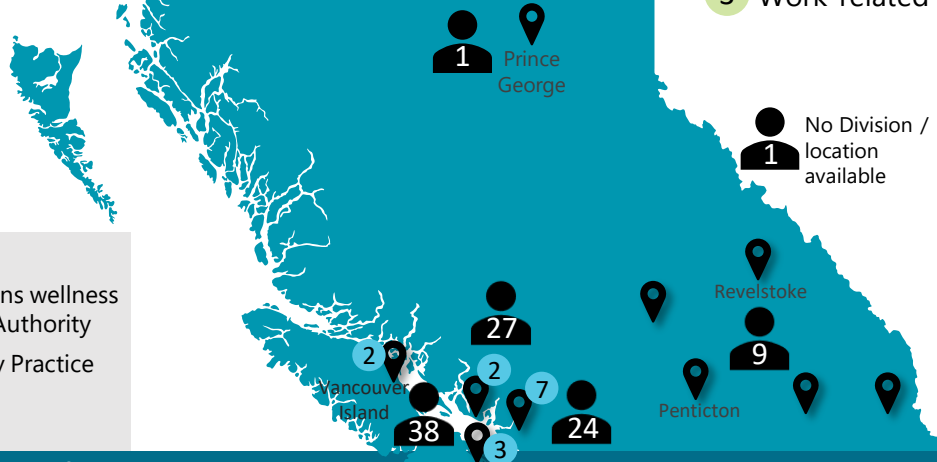 5 Work-related
1
Prince
George
1
No Division /
location
available
ns wellness
Authority
Practice
Revelstoke
27
9
2
Vancouver
Island
2
7
Penticton
38
24
3